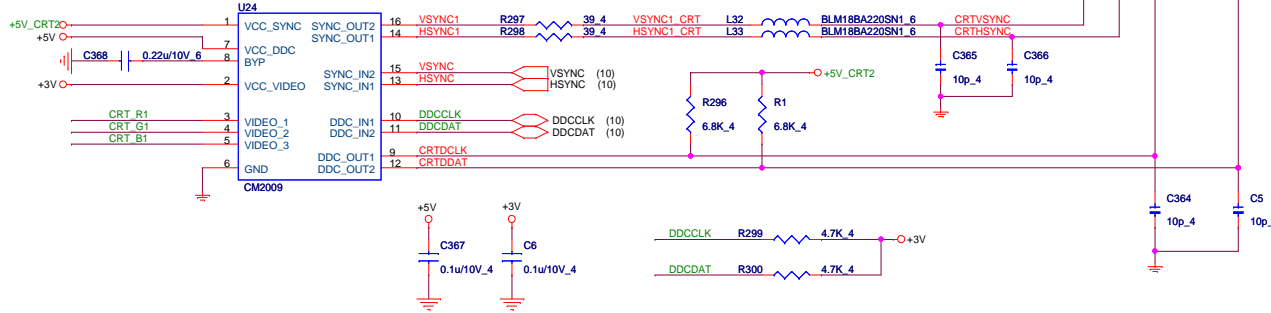 U24
+5V_CRT2 1 VCC_SYNC SYNC_OUT2 16 VSYNC1 R297 39_4 VSYNC1_CRT L32 BLM18BA220SN1_6 CRTVSYNC
+5V 7 VCC_DDC SYNC_OUT1 14 HSYNC1 R298 39_4 HSYNC1_CRT L33 BLM18BA220SN1_6 CRTHSYNC
C368 0.22u/10V_6 8 BYP
SYNC_IN2 15 VSYNC VSYNC (10)
+3V 2 VCC_VIDEO SYNC_IN1 13 HSYNC HSYNC (10)
+5V_CRT2
C365 10p_4
C366 10p_4
R296 6.8K_4
R1 6.8K_4
CRT_R1 3 VIDEO_1 DDC_IN1 10 DDCCLK DDCCLK (10)
CRT_G1 4 VIDEO_2 DDC_IN2 11 DDCDAT DDCDAT (10)
CRT_B1 5 VIDEO_3
DDC_OUT1 9 CRTDCLK
6 GND DDC_OUT2 12 CRTDDAT
CM2009
C364 10p_4
C5 10p_
+5V
C367
0.1u/10V_4
+3V
C6
0.1u/10V_4
DDCCLK R299 4.7K_4 +3V
DDCDAT R300 4.7K_4